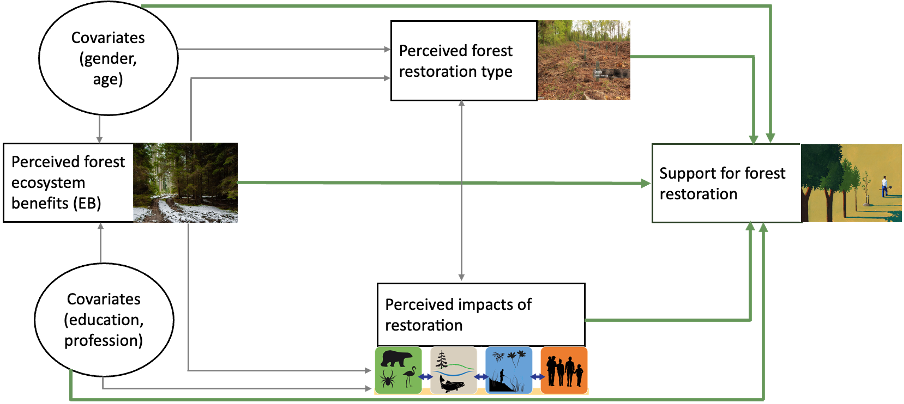 Covariates
(gender,
age)
Perceived forest
restoration type
Perceived forest
ecosystem
benefits (EB)
Support for forest
restoration
Covariates
(education,
profession)
Perceived impacts of
restoration